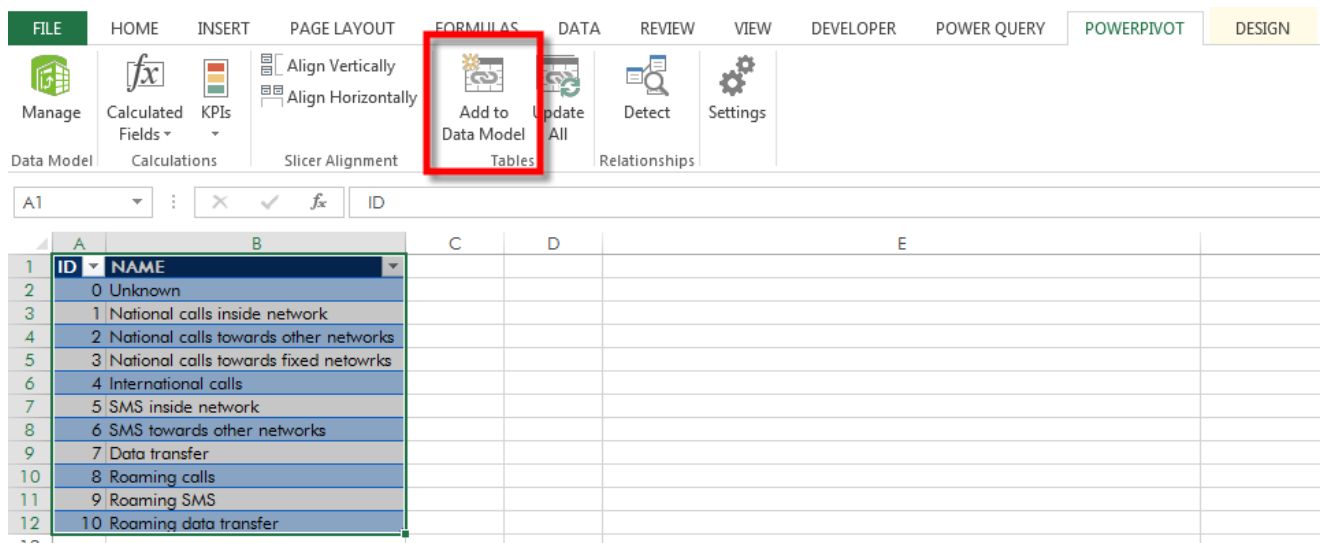 FILE HOME INSERT PAGE LAYOUT FORMULAS DATA REVIEW VIEW DEVELOPER POWER QUERY POWERPIVOT DESIGN
Manage
Calculated
Fields
KPIs
Align Vertically
Align Horizontally
Add to
Data Model
Update
All
Detect
Settings
Data Model Calculations Slicer Alignment Tables Relationships
A1 fx ID
A B C D E
1 ID NAME
2 0 Unknown
3 1 National calls inside network
4 2 National calls towards other networks
5 3 National calls towards fixed netowrks
6 4 International calls
7 5 SMS inside network
8 6 SMS towards other networks
9 7 Data transfer
10 8 Roaming calls
11 9 Roaming SMS
12 10 Roaming data transfer